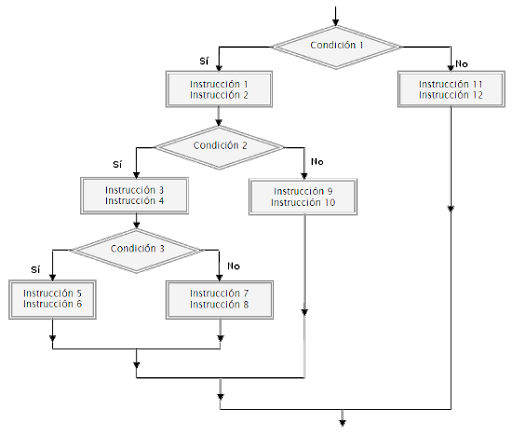 Condición 1
Sí
No
Instrucción 1
Instrucción 2
Instrucción 11
Instrucción 12
Condición 2
Sí
No
Instrucción 3
Instrucción 4
Instrucción 9
Instrucción 10
Condición 3
Sí
No
Instrucción 5
Instrucción 6
Instrucción 7
Instrucción 8